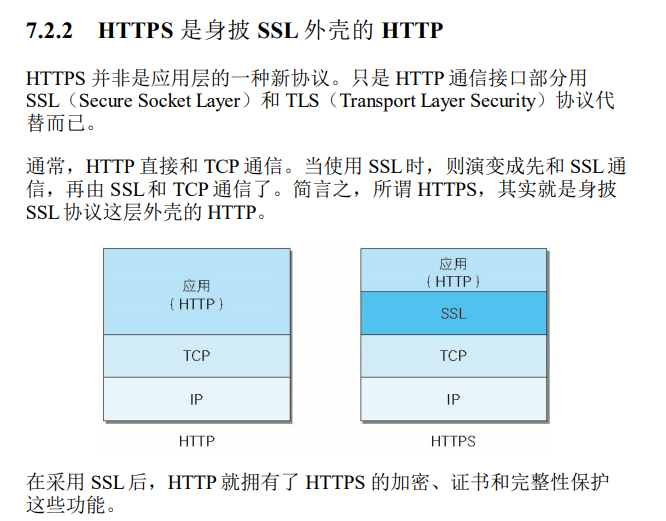 7.2.2 HTTPS 是身披 SSL 外壳的 HTTP
HTTPS 并非是应用层的一种新协议。只是 HTTP 通信接口部分用
SSL（Secure Socket Layer）和 TLS（Transport Layer Security）协议代
替而已。
通常，HTTP 直接和 TCP 通信。当使用 SSL 时，则演变成先和 SSL 通
信，再由 SSL 和 TCP 通信了。简言之，所谓 HTTPS，其实就是身披
SSL 协议这层外壳的 HTTP。
应用
（HTTP）
TCP
IP
HTTP
应用
（HTTP）
SSL
TCP
IP
HTTPS
在采用 SSL 后，HTTP 就拥有了 HTTPS 的加密、证书和完整性保护
这些功能。